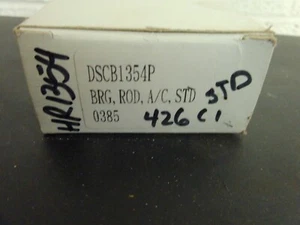 HR1354
DSCB1354P
BRG, ROD, A/C, STD STD
0385 426 CI